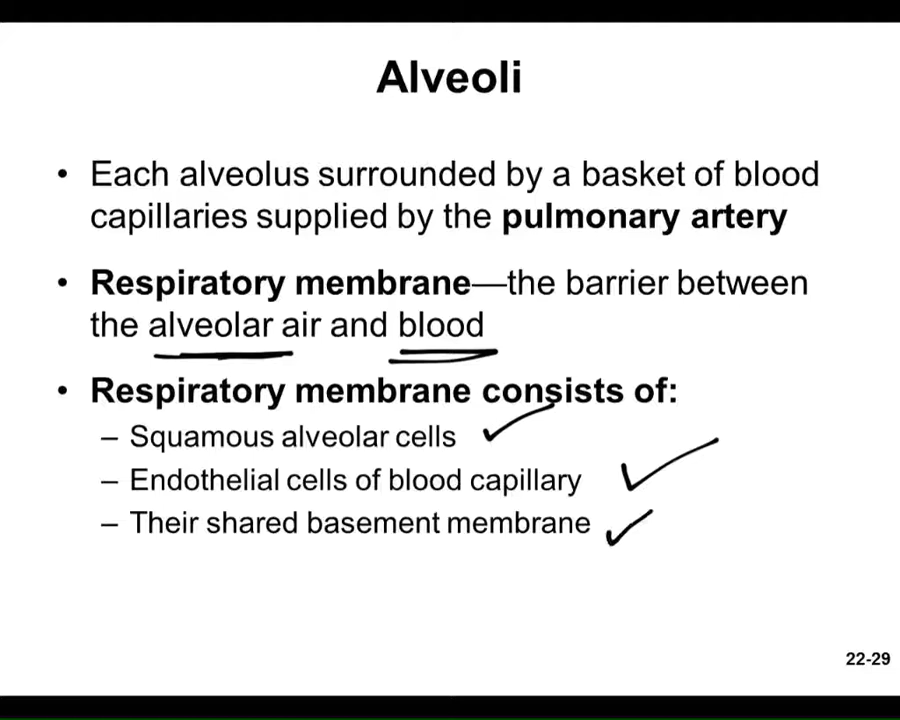 Alveoli
• Each alveolus surrounded by a basket of blood
capillaries supplied by the pulmonary artery
• Respiratory membrane—the barrier between
the alveolar air and blood
• Respiratory membrane consists of:
– Squamous alveolar cells
– Endothelial cells of blood capillary
– Their shared basement membrane
22-29